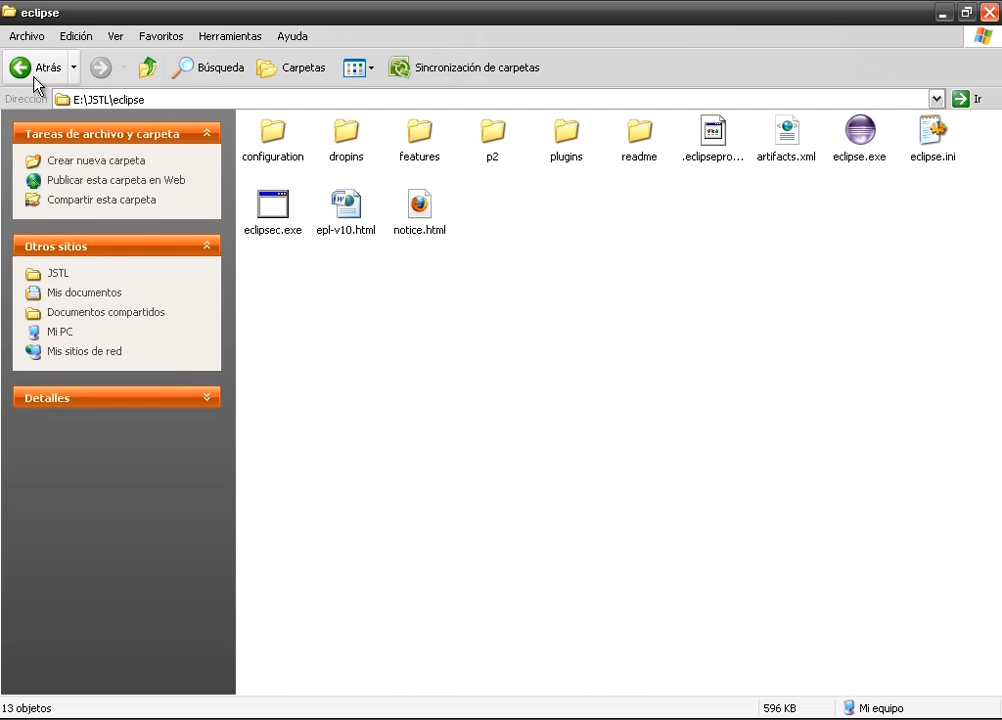 eclipse
Archivo Edición Ver Favoritos Herramientas Ayuda
Atrás Búsqueda Carpetas Sincronización de carpetas
Dirección E:\JSTL\eclipse Ir
Tareas de archivo y carpeta
Crear nueva carpeta
Publicar esta carpeta en Web
Compartir esta carpeta
Otros sitios
JSTL
Mis documentos
Documentos compartidos
Mi PC
Mis sitios de red
Detalles
configuration dropins features p2 plugins readme .eclipsepro... artifacts.xml eclipse.exe eclipse.ini
eclipsec.exe epl-v10.html notice.html
13 objetos 596 KB Mi equipo